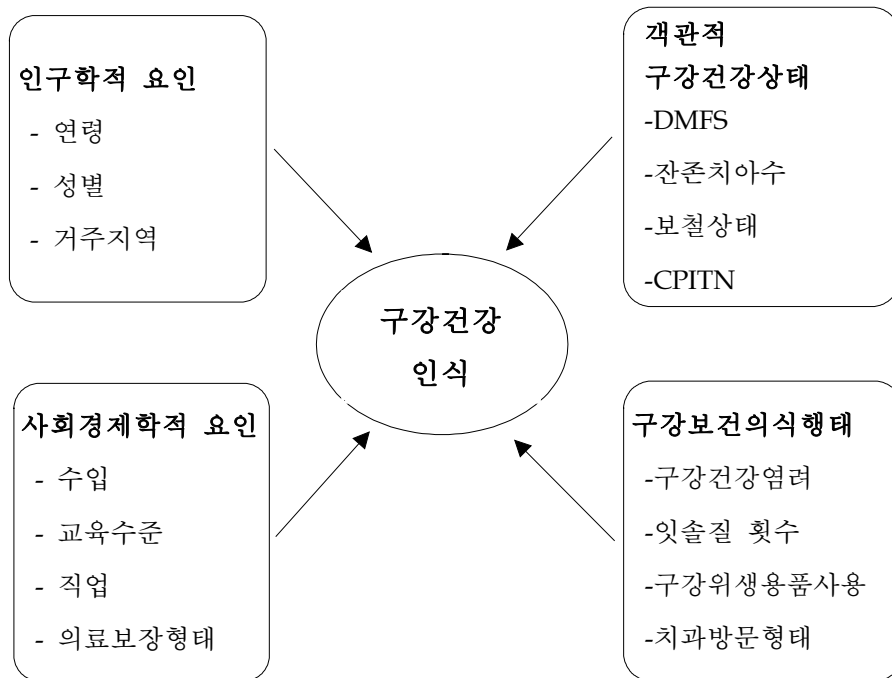 인구학적 요인
- 연령
- 성별
- 거주지역
객관적
구강건강상태
-DMFS
-잔존치아수
-보철상태
-CPITN
구강건강
인식
사회경제학적 요인
- 수입
- 교육수준
- 직업
- 의료보장형태
구강보건의식행태
-구강건강염려
-잇솔질 횟수
-구강위생용품사용
-치과방문형태